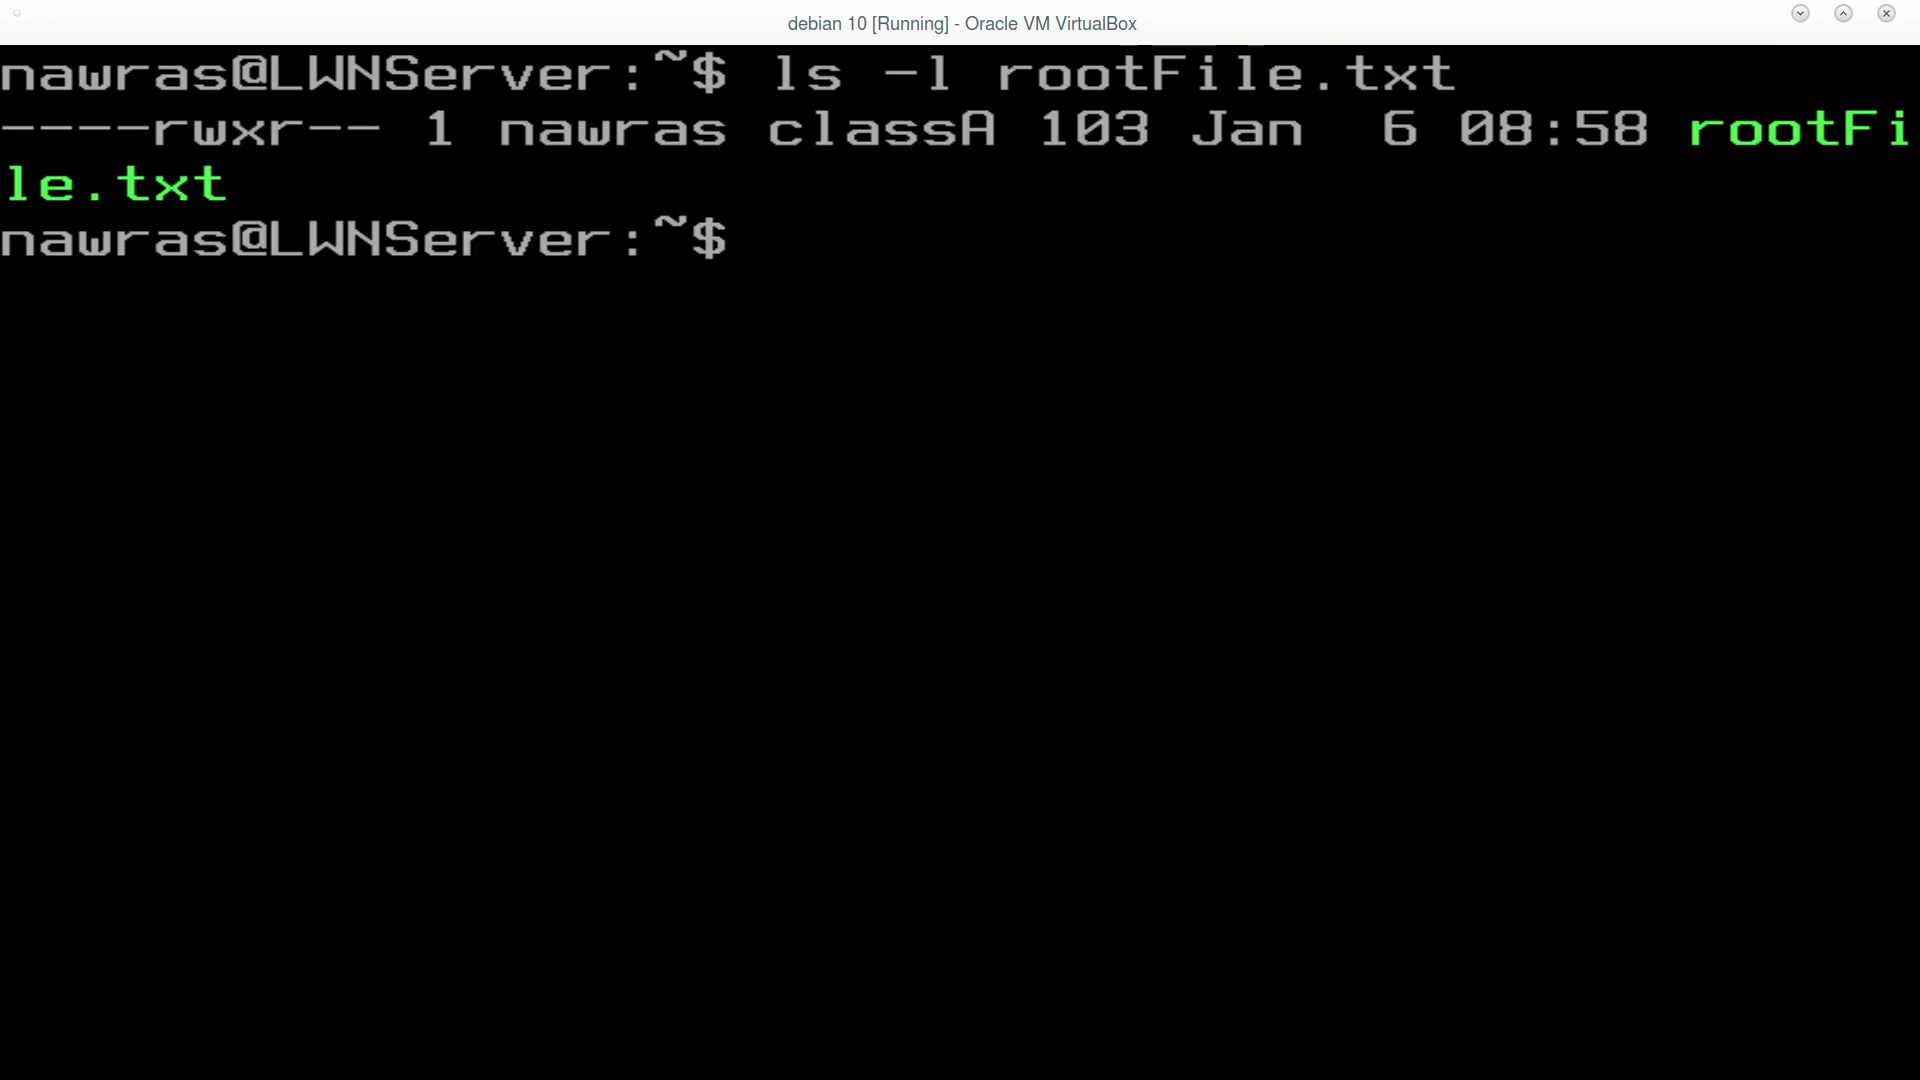 debian 10 [Running] - Oracle VM VirtualBox
nawras@LWNServer:~$ ls -l rootFile.txt
----rwxr-- 1 nawras classA 103 Jan  6 08:58 rootFi
le.txt
nawras@LWNServer:~$